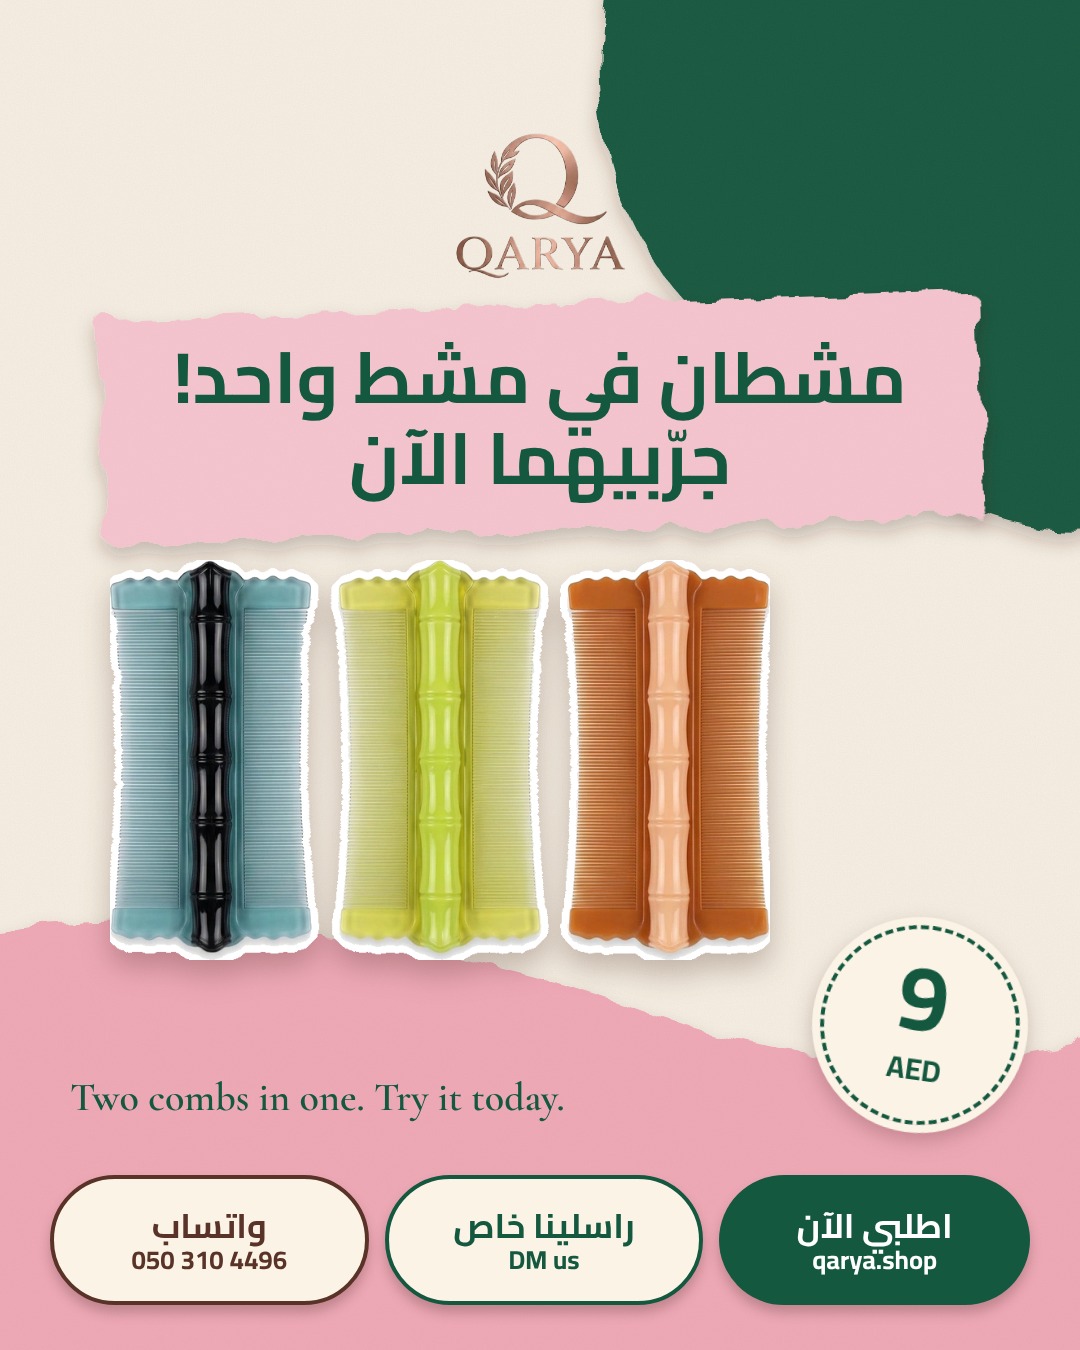 QARYA
مشطان في مشط واحد!
جرّبيهما الآن
9
AED
Two combs in one. Try it today.
اطلبي الآن
qarya.shop
راسلينا خاص
DM us
واتساب
050 310 4496